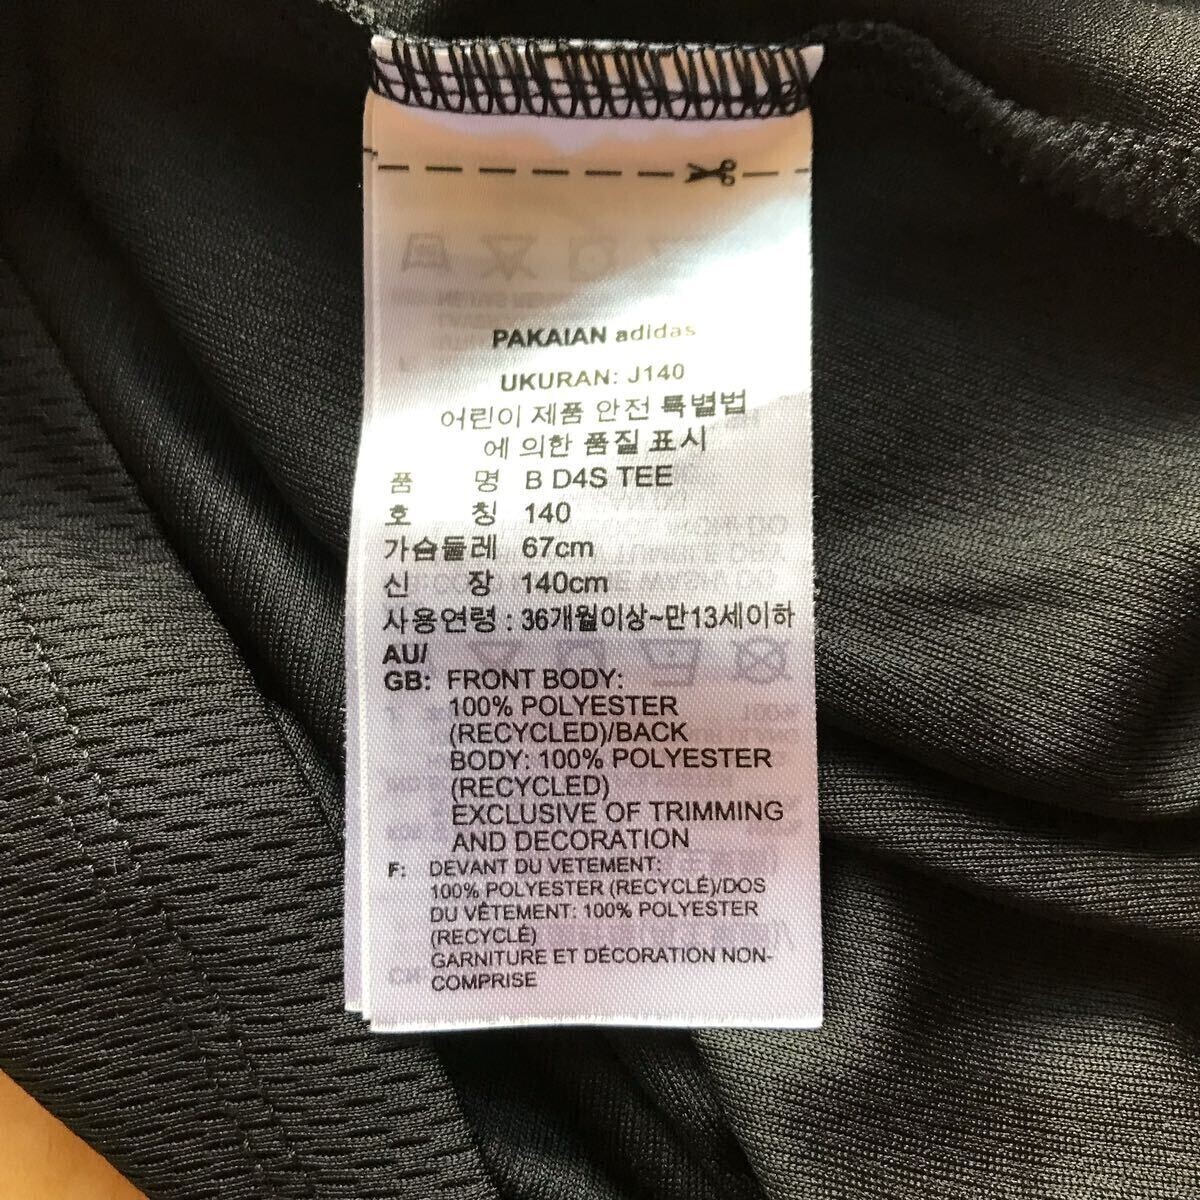 PAKAIAN adidas
UKURAN: J140
어린이 제품 안전 특별법
에 의한 품질 표시
품 명 B D4S TEE
호 칭 140
가슴둘레 67cm
신 장 140cm
사용연령 : 36개월이상~만13세이하
AU/
GB: FRONT BODY:
100% POLYESTER
(RECYCLED)/BACK
BODY: 100% POLYESTER
(RECYCLED)
EXCLUSIVE OF TRIMMING
AND DECORATION
F: DEVANT DU VETEMENT:
100% POLYESTER (RECYCLÉ)/DOS
DU VÊTEMENT: 100% POLYESTER
(RECYCLÉ)
GARNITURE ET DÉCORATION NON-
COMPRISE